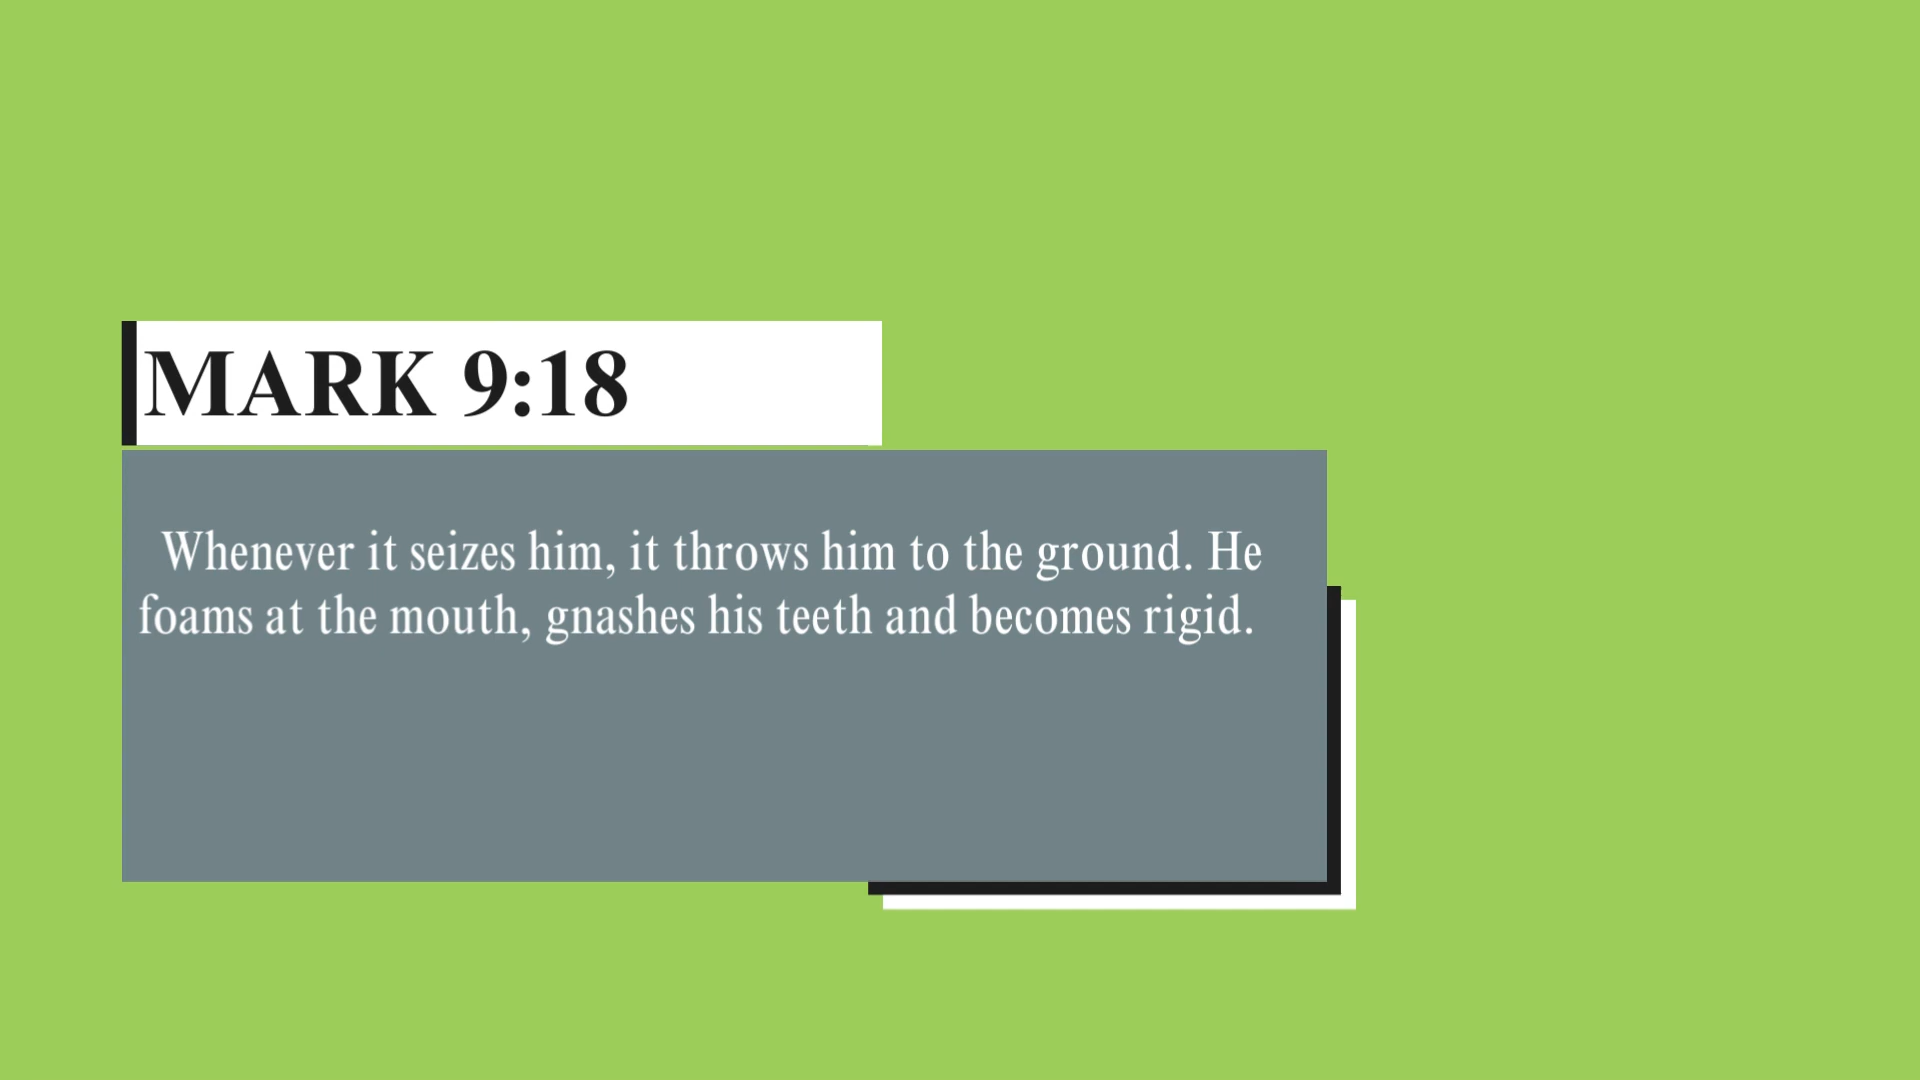 MARK 9:18
Whenever it seizes him, it throws him to the ground. He
foams at the mouth, gnashes his teeth and becomes rigid.